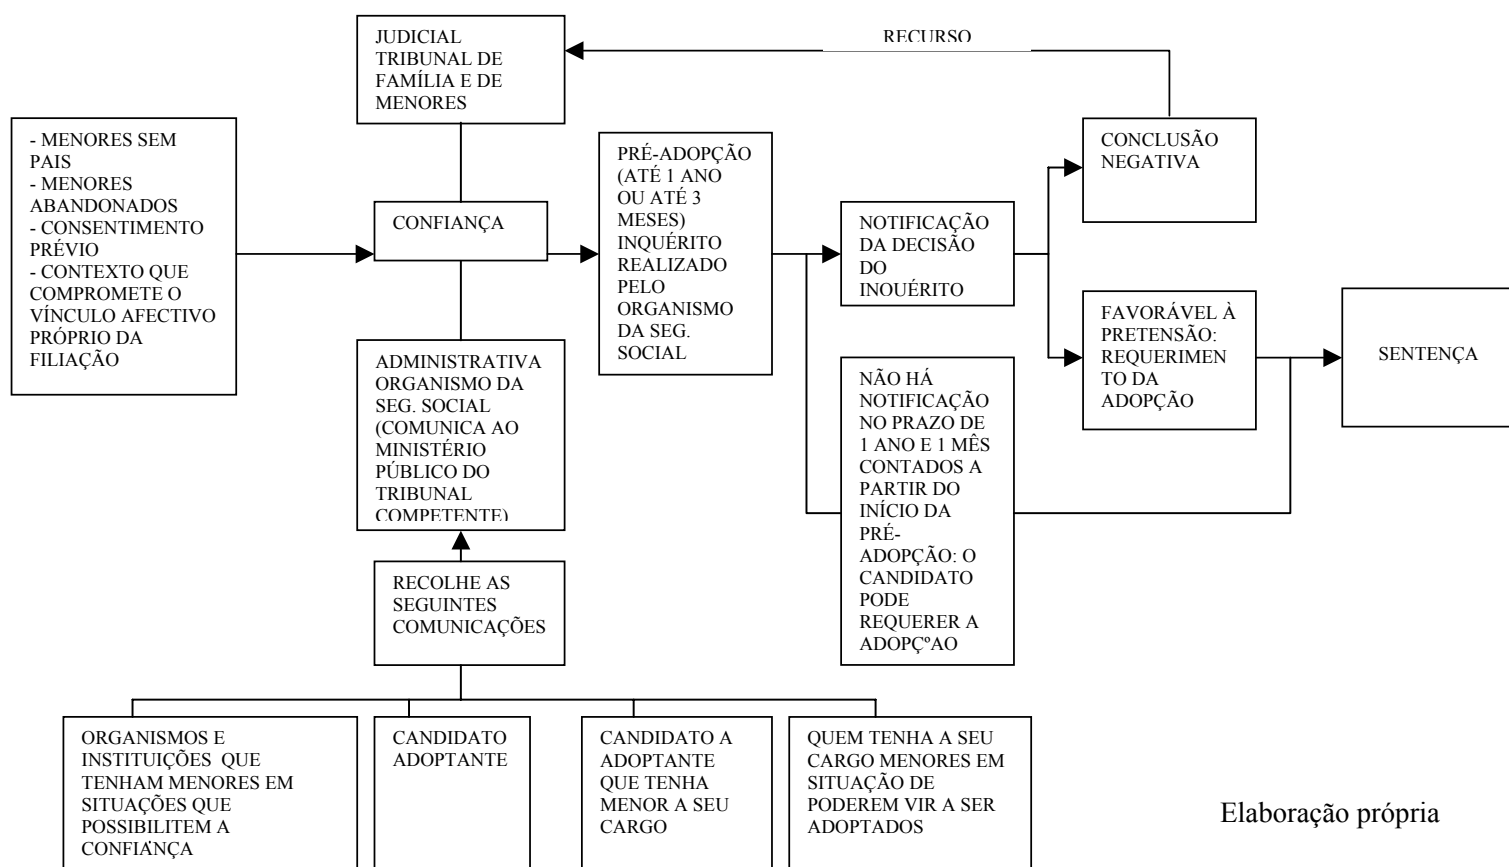 JUDICIAL
TRIBUNAL DE
FAMÍLIA E DE
MENORES
RECURSO
- MENORES SEM
PAIS
- MENORES
ABANDONADOS
- CONSENTIMENTO
PRÉVIO
- CONTEXTO QUE
COMPROMETE O
VÍNCULO AFECTIVO
PRÓPRIO DA
FILIAÇÃO
CONFIANÇA
PRÉ-ADOPÇÃO
(ATÉ 1 ANO
OU ATÉ 3
MESES)
INQUÉRITO
REALIZADO
PELO
ORGANISMO
DA SEG.
SOCIAL
NOTIFICAÇÃO
DA DECISÃO
DO
INQUÉRITO
CONCLUSÃO
NEGATIVA
FAVORÁVEL À
PRETENSÃO:
REQUERIMEN
TO DA
ADOPÇÃO
SENTENÇA
ADMINISTRATIVA
ORGANISMO DA
SEG. SOCIAL
(COMUNICA AO
MINISTÉRIO
PÚBLICO DO
TRIBUNAL
COMPETENTE)
NÃO HÁ
NOTIFICAÇÃO
NO PRAZO DE
1 ANO E 1 MÊS
CONTADOS A
PARTIR DO
INÍCIO DA
PRÉ-
ADOPÇÃO: O
CANDIDATO
PODE
REQUERER A
ADOPÇºAO
RECOLHE AS
SEGUINTES
COMUNICAÇÕES
ORGANISMOS E
INSTITUIÇÕES QUE
TENHAM MENORES EM
SITUAÇÕES QUE
POSSIBILITEM A
CONFIANÇA
CANDIDATO
ADOPTANTE
CANDIDATO A
ADOPTANTE
QUE TENHA
MENOR A SEU
CARGO
QUEM TENHA A SEU
CARGO MENORES EM
SITUAÇÃO DE
PODEREM VIR A SER
ADOPTADOS
Elaboração própria